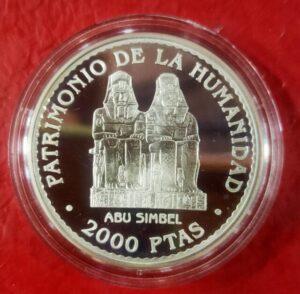 · PATRIMONIO DE LA HUMANIDAD ·
ABU SIMBEL
2000 PTAS